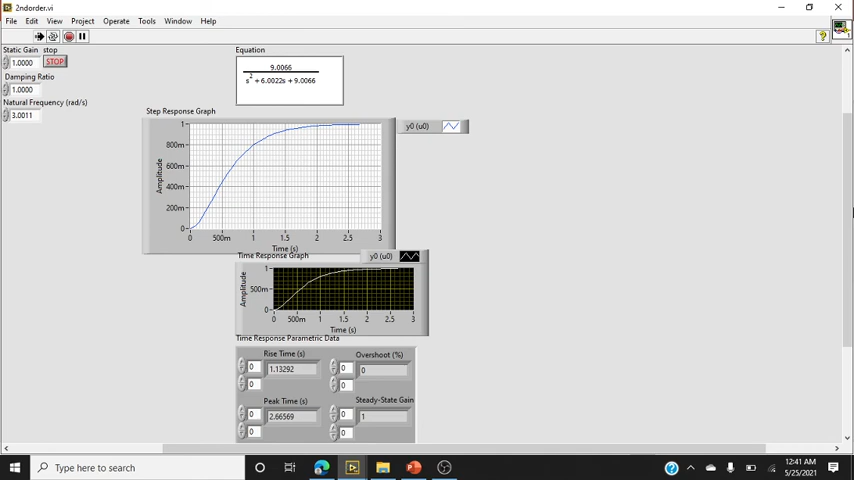 2ndorder.vi
File Edit View Project Operate Tools Window Help
Static Gain stop
1.0000 STOP
Damping Ratio
1.0000
Natural Frequency (rad/s)
3.0011
Equation
9.0066
s2 + 6.0022s + 9.0066
Step Response Graph
y0 (u0)
Amplitude
1
800m
600m
400m
200m
0
0 500m 1 1.5 2 2.5 3
Time (s)
Time Response Graph
y0 (u0)
Amplitude
1
500m
0
0 500m 1 1.5 2 2.5 3
Time (s)
Time Response Parametric Data
Rise Time (s) Overshoot (%)
0 1.13292 0 0
0 0
Peak Time (s) Steady-State Gain
0 2.66569 0 1
0 0
Type here to search
12:41 AM
5/25/2021